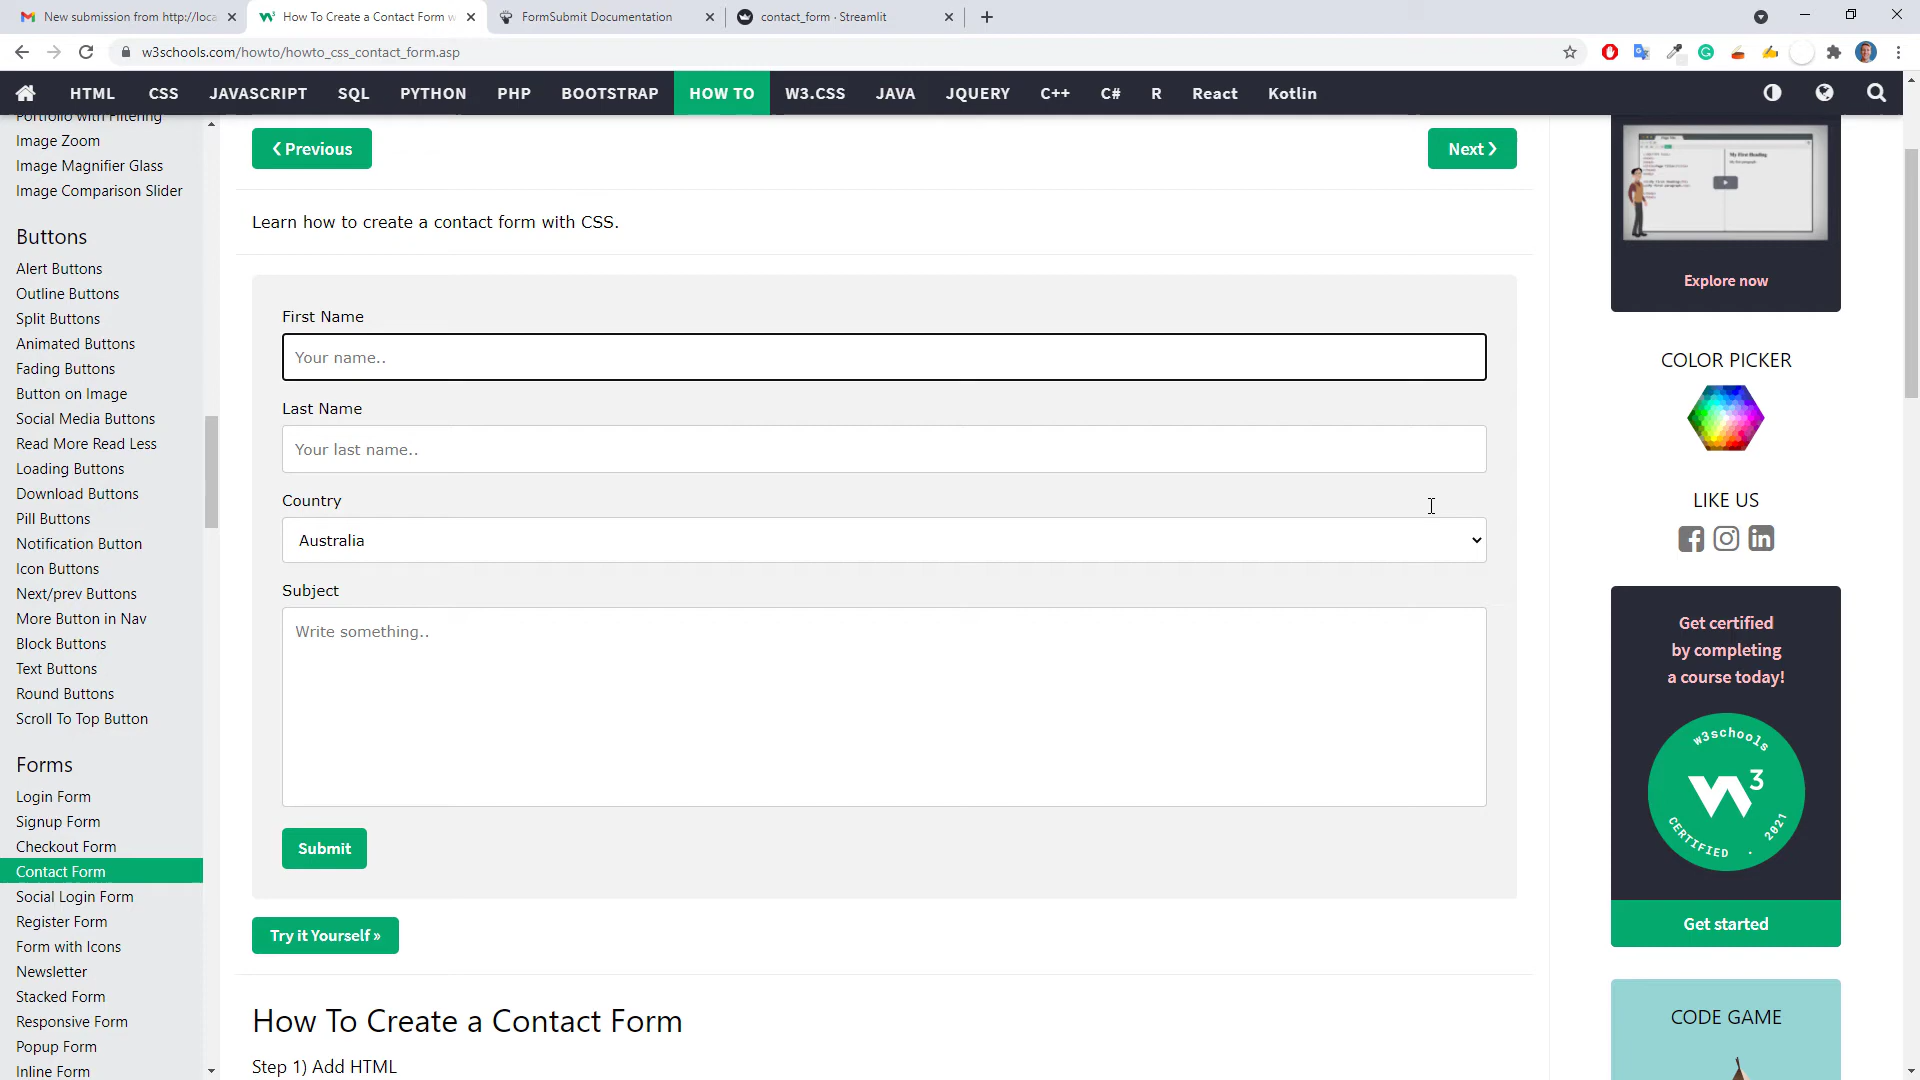 New submission from http://loca
How To Create a Contact Form w
FormSubmit Documentation
contact_form · Streamlit
w3schools.com/howto/howto_css_contact_form.asp
HTML
CSS
JAVASCRIPT
SQL
PYTHON
PHP
BOOTSTRAP
HOW TO
W3.CSS
JAVA
JQUERY
C++
C#
R
React
Kotlin
Portfolio with Filtering
Image Zoom
Image Magnifier Glass
Image Comparison Slider
Buttons
Alert Buttons
Outline Buttons
Split Buttons
Animated Buttons
Fading Buttons
Button on Image
Social Media Buttons
Read More Read Less
Loading Buttons
Download Buttons
Pill Buttons
Notification Button
Icon Buttons
Next/prev Buttons
More Button in Nav
Block Buttons
Text Buttons
Round Buttons
Scroll To Top Button
Forms
Login Form
Signup Form
Checkout Form
Contact Form
Social Login Form
Register Form
Form with Icons
Newsletter
Stacked Form
Responsive Form
Popup Form
Inline Form
❮ Previous
Next ❯
Learn how to create a contact form with CSS.
First Name
Your name..
Last Name
Your last name..
Country
Australia
Subject
Write something..
Submit
Try it Yourself »
How To Create a Contact Form
Step 1) Add HTML
My First Heading
Explore now
COLOR PICKER
LIKE US
Get certified
by completing
a course today!
w3schools
W3
CERTIFIED · 2021
Get started
CODE GAME